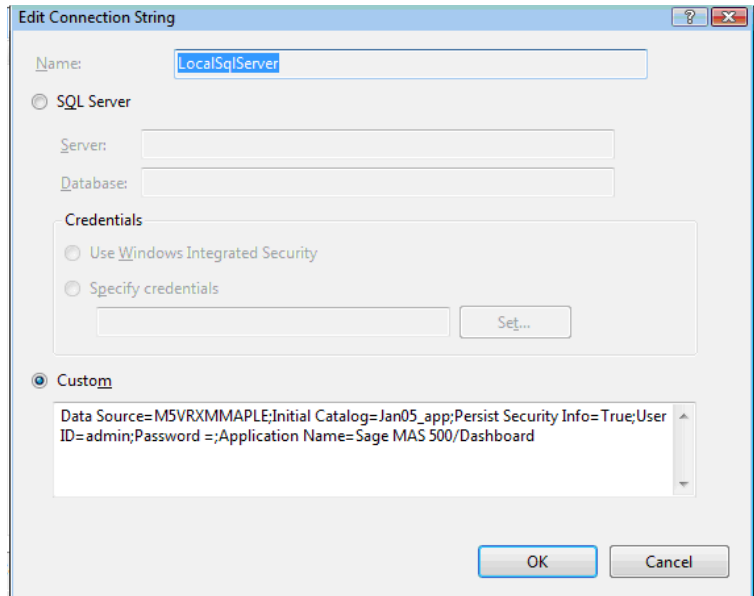 Edit Connection String
Name: LocalSqlServer
SQL Server
Server:
Database:
Credentials
Use Windows Integrated Security
Specify credentials
Set...
Custom
Data Source=M5VRXMMAPLE;Initial Catalog=Jan05_app;Persist Security Info=True;User
ID=admin;Password =;Application Name=Sage MAS 500/Dashboard
OK Cancel